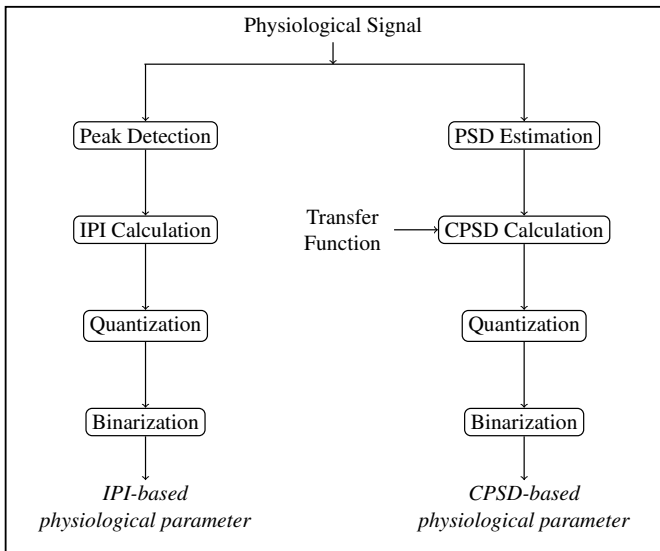 Physiological Signal
Peak Detection
PSD Estimation
IPI Calculation
Transfer
Function
CPSD Calculation
Quantization
Quantization
Binarization
Binarization
IPI-based
physiological parameter
CPSD-based
physiological parameter